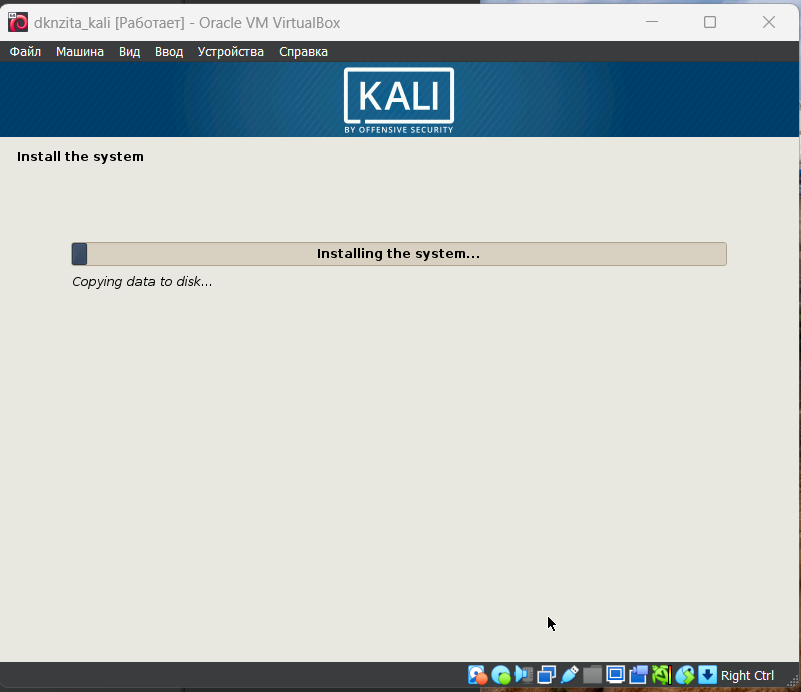 dknzita_kali [Работает] - Oracle VM VirtualBox
Файл Машина Вид Ввод Устройства Справка
KALI
BY OFFENSIVE SECURITY
Install the system
Installing the system...
Copying data to disk...
Right Ctrl